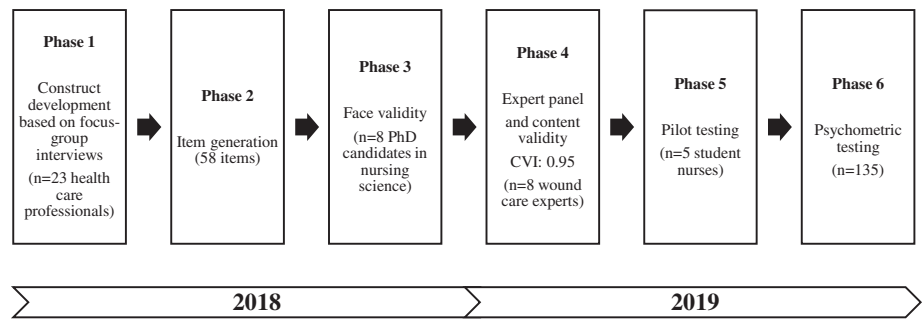 Phase 1
Construct
development
based on focus-
group
interviews
(n=23 health
care
professionals)
Phase 2
Item generation
(58 items)
Phase 3
Face validity
(n=8 PhD
candidates in
nursing
science)
Phase 4
Expert panel
and content
validity
CVI: 0.95
(n=8 wound
care experts)
Phase 5
Pilot testing
(n=5 student
nurses)
Phase 6
Psychometric
testing
(n=135)
2018
2019